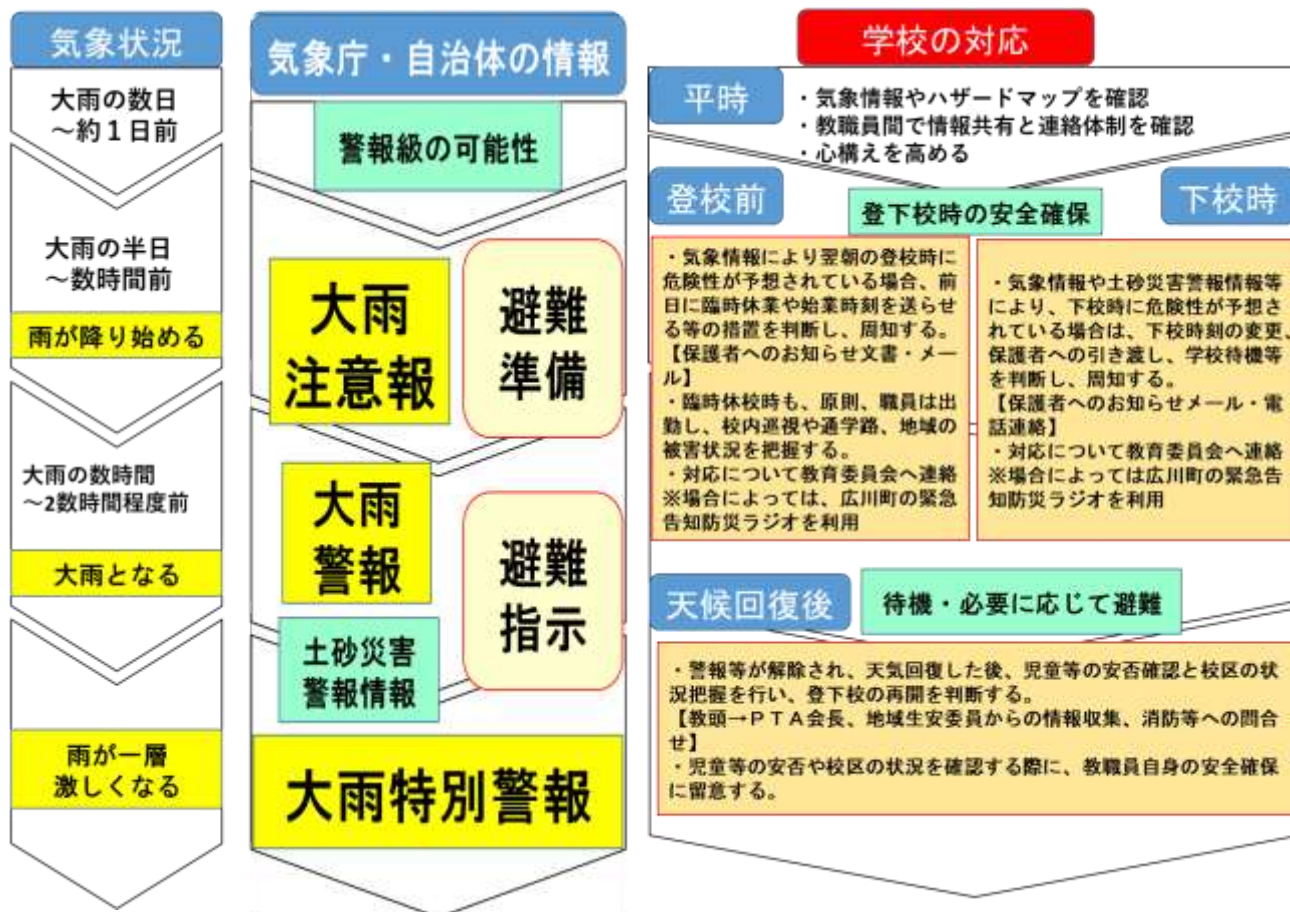 気象状況
大雨の数日
～約１日前
大雨の半日
～数時間前
雨が降り始める
大雨の数時間
～2数時間程度前
大雨となる
雨が一層
激しくなる
気象庁・自治体の情報
警報級の可能性
大雨
注意報
避難
準備
大雨
警報
避難
指示
土砂災害
警報情報
大雨特別警報
学校の対応
平時
・気象情報やハザードマップを確認
・教職員間で情報共有と連絡体制を確認
・心構えを高める
登校前
登下校時の安全確保
下校時
・気象情報により翌朝の登校時に
危険性が予想されている場合、前
日に臨時休業や始業時刻を送らせ
る等の措置を判断し、周知する。
【保護者へのお知らせ文書・メー
ル】
・臨時休校時も、原則、職員は出
勤し、校内巡視や通学路、地域の
被害状況を把握する。
・対応について教育委員会へ連絡
※場合によっては、広川町の緊急
告知防災ラジオを利用
・気象情報や土砂災害警報情報等
により、下校時に危険性が予想さ
れている場合は、下校時刻の変更、
保護者への引き渡し、学校待機等
を判断し、周知する。
【保護者へのお知らせメール・電
話連絡】
・対応について教育委員会へ連絡
※場合によっては広川町の緊急告
知防災ラジオを利用
天候回復後
待機・必要に応じて避難
・警報等が解除され、天気回復した後、児童等の安否確認と校区の状
況把握を行い、登下校の再開を判断する。
【教頭→ＰＴＡ会長、地域生安委員からの情報収集、消防等への問合
せ】
・児童等の安否や校区の状況を確認する際に、教職員自身の安全確保
に留意する。